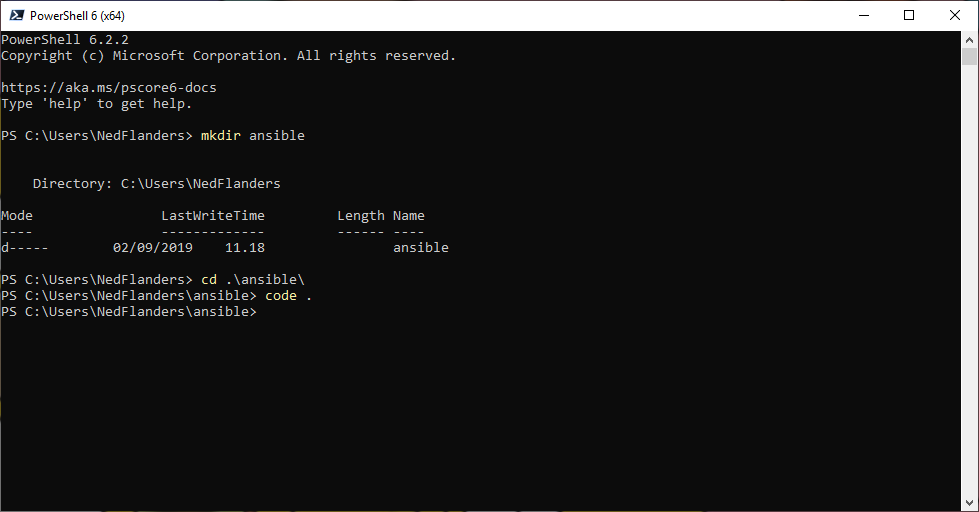 PowerShell 6 (x64)
PowerShell 6.2.2
Copyright (c) Microsoft Corporation. All rights reserved.
https://aka.ms/pscore6-docs
Type 'help' to get help.
PS C:\Users\NedFlanders> mkdir ansible
    Directory: C:\Users\NedFlanders
Mode                LastWriteTime         Length Name
----                -------------         ------ ----
d-----        02/09/2019    11.18                ansible
PS C:\Users\NedFlanders> cd .\ansible\
PS C:\Users\NedFlanders\ansible> code .
PS C:\Users\NedFlanders\ansible>